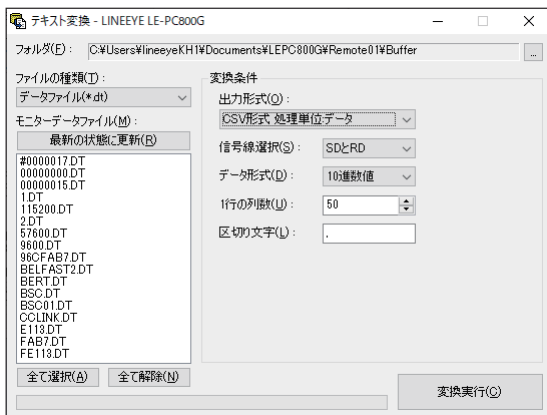 テキスト変換 - LINEEYE LE-PC800G
フォルダ(F): C:¥Users¥lineeyeKH1¥Documents¥LEPC800G¥Remote01¥Buffer ...
ファイルの種類(T):
データファイル(*.dt)
モニターデータファイル(M):
最新の状態に更新(R)
#0000017.DT
00000000.DT
00000015.DT
1.DT
115200.DT
2.DT
57600.DT
9600.DT
96CFAB7.DT
BELFAST2.DT
BERT.DT
BSC.DT
BSC01.DT
CCLINK.DT
E113.DT
FAB7.DT
FE113.DT
全て選択(A) 全て解除(N)
変換条件
出力形式(O):
CSV形式 処理単位データ
信号線選択(S): SDとRD
データ形式(D): 10進数値
1行の列数(U): 50
区切り文字(L): ,
変換実行(C)